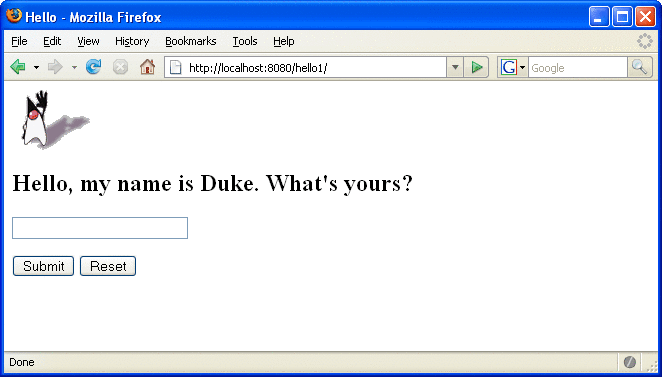 Hello - Mozilla Firefox
File Edit View History Bookmarks Tools Help
http://localhost:8080/hello1/ G Google
Hello, my name is Duke. What's yours?
Submit Reset
Done